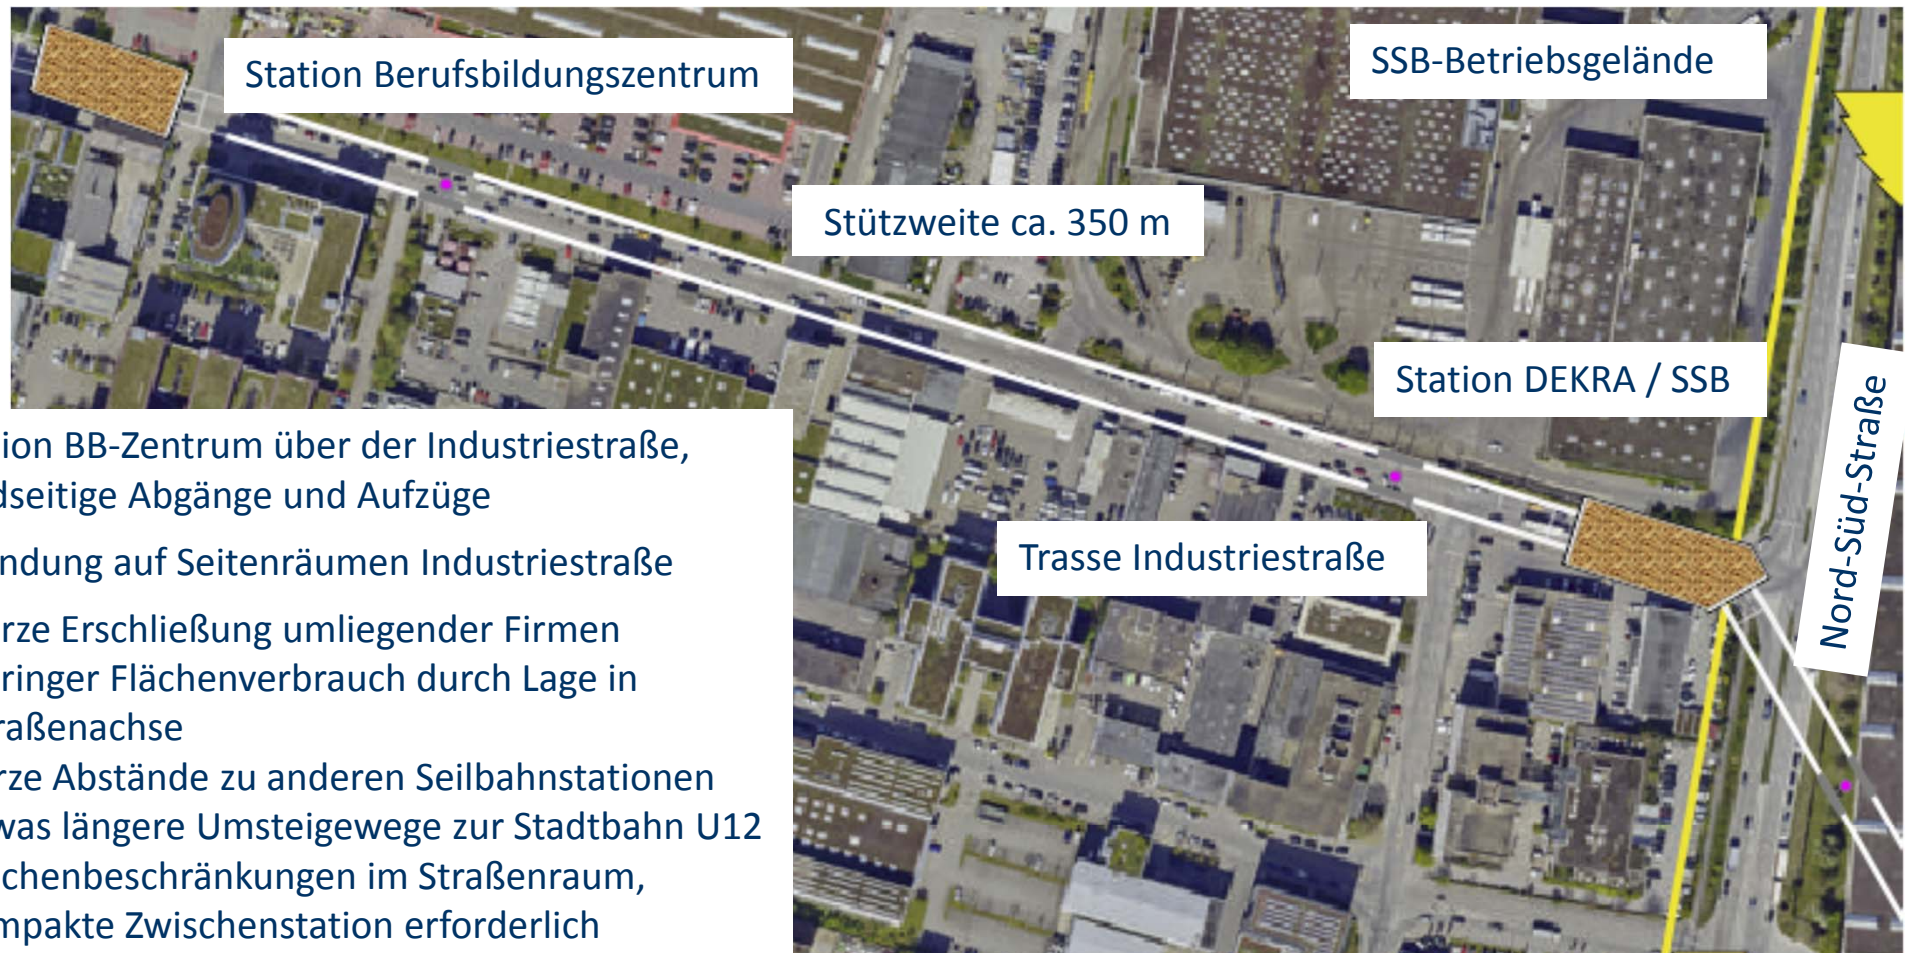 Station Berufsbildungszentrum
SSB-Betriebsgelände
Stützweite ca. 350 m
Station DEKRA / SSB
Nord-Süd-Straße
Trasse Industriestraße
ion BB-Zentrum über der Industriestraße,
dseitige Abgänge und Aufzüge
ndung auf Seitenräumen Industriestraße
rze Erschließung umliegender Firmen
ringer Flächenverbrauch durch Lage in
raßenachse
rze Abstände zu anderen Seilbahnstationen
was längere Umsteigewege zur Stadtbahn U12
chenbeschränkungen im Straßenraum,
mpakte Zwischenstation erforderlich